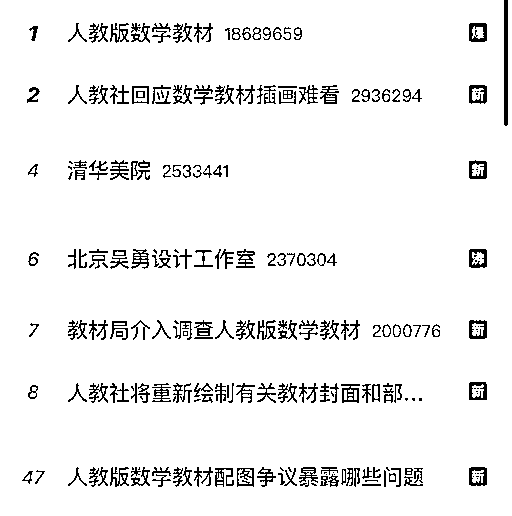 1 人教版数学教材 18689659 爆
2 人教社回应数学教材插画难看 2936294 新
4 清华美院 2533441 新
6 北京吴勇设计工作室 2370304 沸
7 教材局介入调查人教版数学教材 2000776 新
8 人教社将重新绘制有关教材封面和部... 新
47 人教版数学教材配图争议暴露哪些问题 新